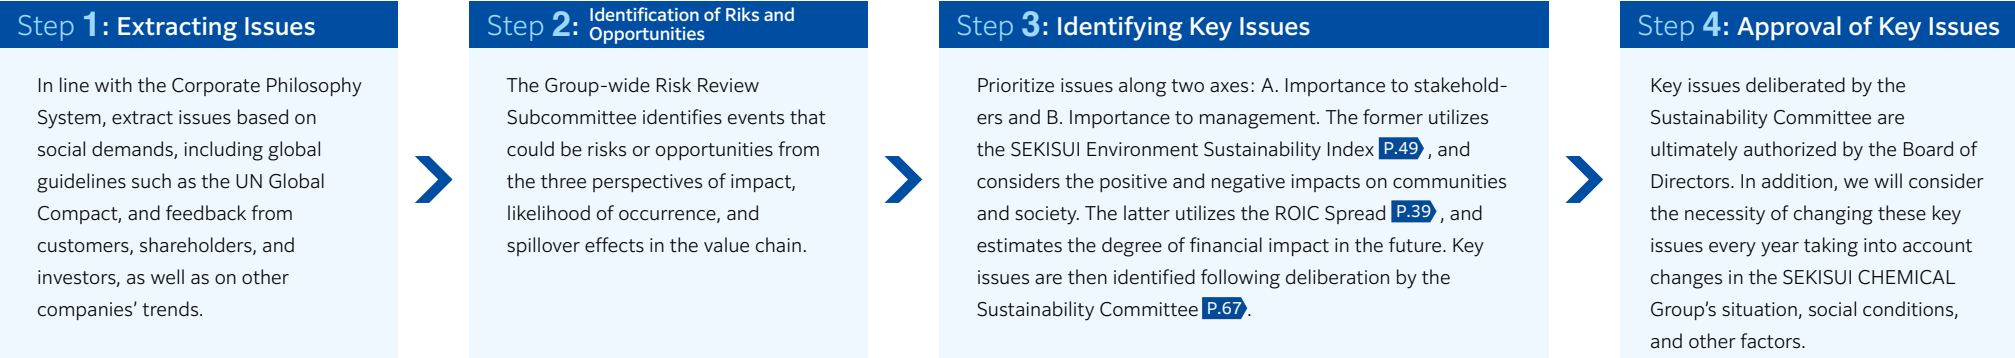 Step 1: Extracting Issues
In line with the Corporate Philosophy
System, extract issues based on
social demands, including global
guidelines such as the UN Global
Compact, and feedback from
customers, shareholders, and
investors, as well as on other
companies’ trends.
Step 2: Identification of Riks and
Opportunities
The Group-wide Risk Review
Subcommittee identifies events that
could be risks or opportunities from
the three perspectives of impact,
likelihood of occurrence, and
spillover effects in the value chain.
Step 3: Identifying Key Issues
Prioritize issues along two axes: A. Importance to stakehold-
ers and B. Importance to management. The former utilizes
the SEKISUI Environment Sustainability Index P.49 , and
considers the positive and negative impacts on communities
and society. The latter utilizes the ROIC Spread P.39 , and
estimates the degree of financial impact in the future. Key
issues are then identified following deliberation by the
Sustainability Committee P.67.
Step 4: Approval of Key Issues
Key issues deliberated by the
Sustainability Committee are
ultimately authorized by the Board of
Directors. In addition, we will consider
the necessity of changing these key
issues every year taking into account
changes in the SEKISUI CHEMICAL
Group’s situation, social conditions,
and other factors.